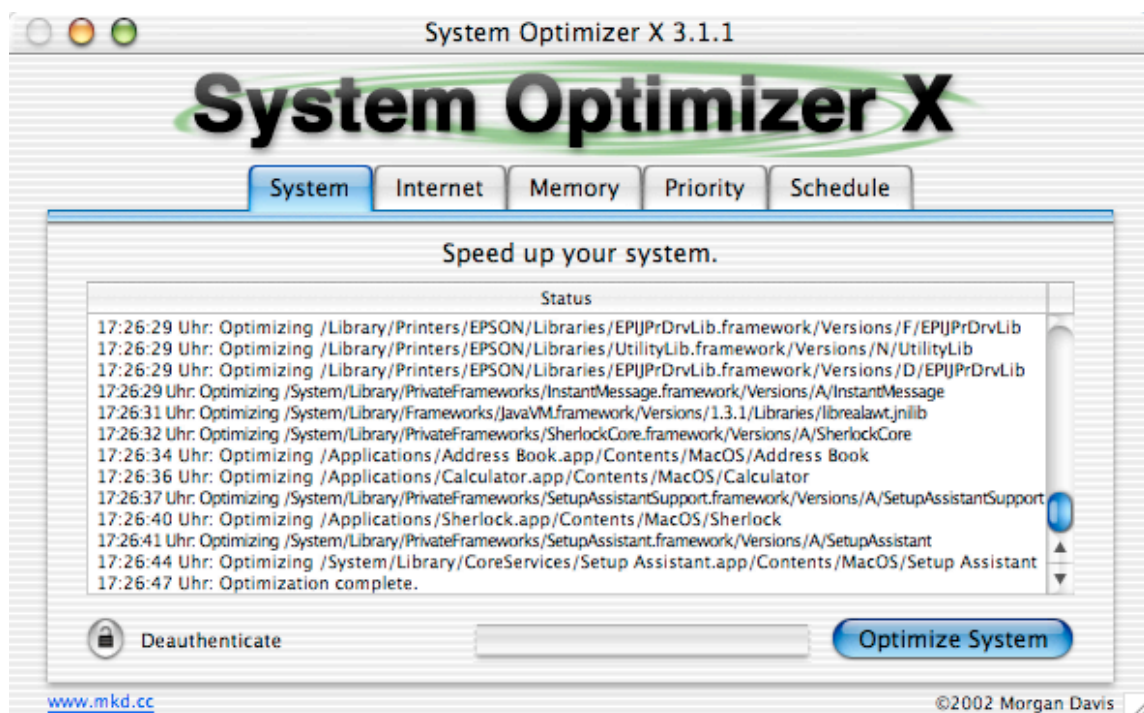 System Optimizer X 3.1.1
System Optimizer X
System Internet Memory Priority Schedule
Speed up your system.
Status
17:26:29 Uhr: Optimizing /Library/Printers/EPSON/Libraries/EPIJPrDrvLib.framework/Versions/F/EPIJPrDrvLib
17:26:29 Uhr: Optimizing /Library/Printers/EPSON/Libraries/UtilityLib.framework/Versions/N/UtilityLib
17:26:29 Uhr: Optimizing /Library/Printers/EPSON/Libraries/EPIJPrDrvLib.framework/Versions/D/EPIJPrDrvLib
17:26:29 Uhr: Optimizing /System/Library/PrivateFrameworks/InstantMessage.framework/Versions/A/InstantMessage
17:26:31 Uhr: Optimizing /System/Library/Frameworks/JavaVM.framework/Versions/1.3.1/Libraries/librealawt.jnilib
17:26:32 Uhr: Optimizing /System/Library/PrivateFrameworks/SherlockCore.framework/Versions/A/SherlockCore
17:26:34 Uhr: Optimizing /Applications/Address Book.app/Contents/MacOS/Address Book
17:26:36 Uhr: Optimizing /Applications/Calculator.app/Contents/MacOS/Calculator
17:26:37 Uhr: Optimizing /System/Library/PrivateFrameworks/SetupAssistantSupport.framework/Versions/A/SetupAssistantSupport
17:26:40 Uhr: Optimizing /Applications/Sherlock.app/Contents/MacOS/Sherlock
17:26:41 Uhr: Optimizing /System/Library/PrivateFrameworks/SetupAssistant.framework/Versions/A/SetupAssistant
17:26:44 Uhr: Optimizing /System/Library/CoreServices/Setup Assistant.app/Contents/MacOS/Setup Assistant
17:26:47 Uhr: Optimization complete.
Deauthenticate Optimize System
www.mkd.cc ©2002 Morgan Davis